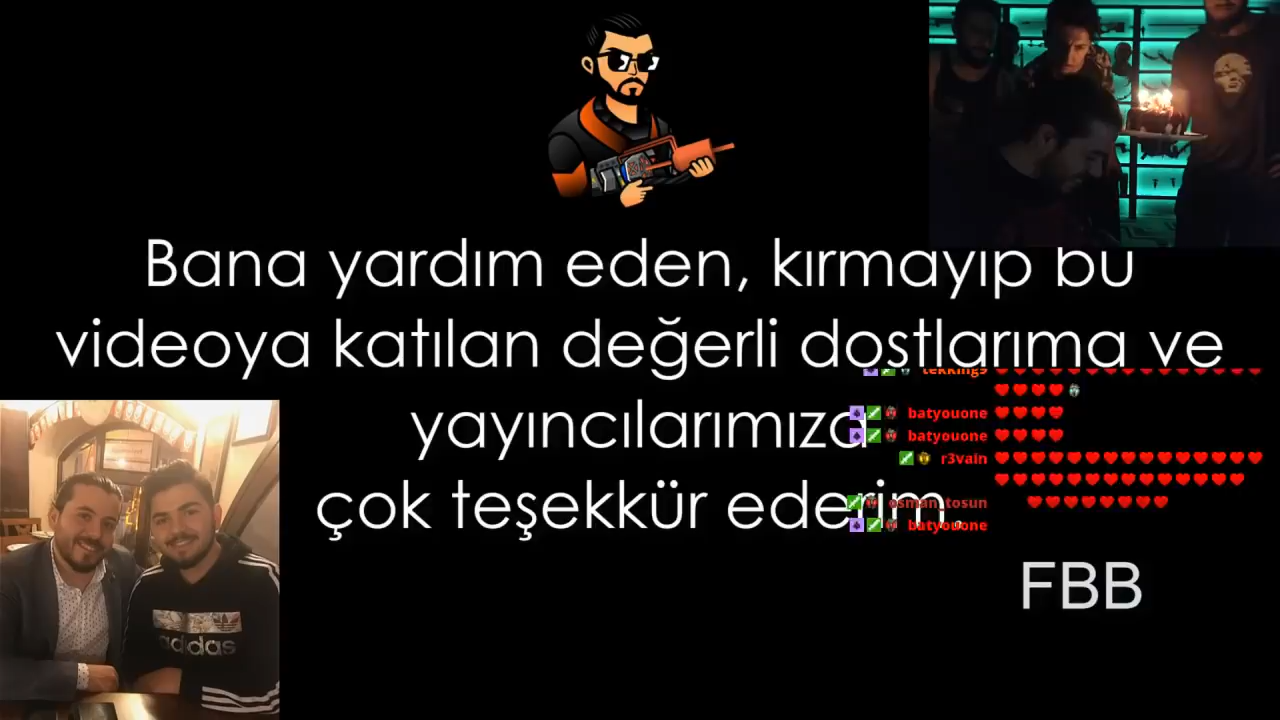 Bana yardım eden, kırmayıp bu
videoya katılan değerli dostlarıma ve
yayıncılarımıza
çok teşekkür ederim.
tekKing9
batyouone
batyouone
r3vain
osman_tosun
batyouone
FBB
adidas